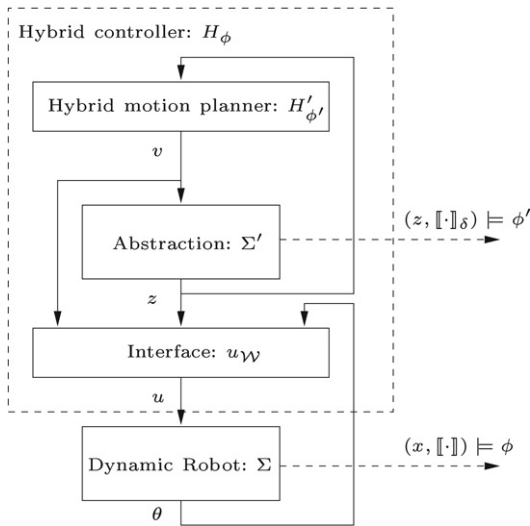 Hybrid controller: H_ϕ
Hybrid motion planner: H′_ϕ′
v
(z, ⟦·⟧_δ) ⊨ ϕ′
Abstraction: Σ′
z
Interface: u_𝒲
u
(x, ⟦·⟧) ⊨ ϕ
Dynamic Robot: Σ
θ